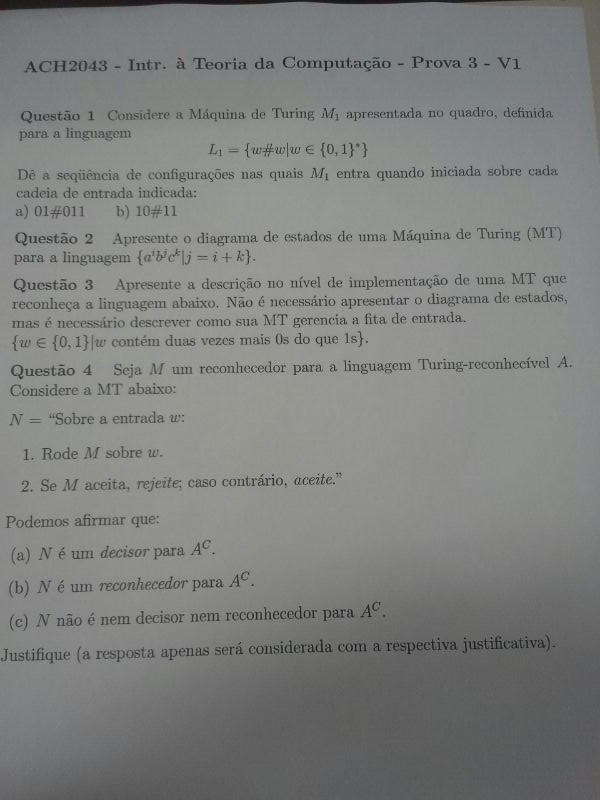 ACH2043 - Intr. à Teoria da Computação - Prova 3 - V1
Questão 1 Considere a Máquina de Turing M₁ apresentada no quadro, definida
para a linguagem
L₁ = {w#w|w ∈ {0,1}*}
Dê a seqüência de configurações nas quais M₁ entra quando iniciada sobre cada
cadeia de entrada indicada:
a) 01#011 b) 10#11
Questão 2 Apresente o diagrama de estados de uma Máquina de Turing (MT)
para a linguagem {aⁱbʲcᵏ|j = i + k}.
Questão 3 Apresente a descrição no nível de implementação de uma MT que
reconheça a linguagem abaixo. Não é necessário apresentar o diagrama de estados,
mas é necessário descrever como sua MT gerencia a fita de entrada.
{w ∈ {0,1}|w contém duas vezes mais 0s do que 1s}.
Questão 4 Seja M um reconhecedor para a linguagem Turing-reconhecível A.
Considere a MT abaixo:
N = “Sobre a entrada w:
1. Rode M sobre w.
2. Se M aceita, rejeite; caso contrário, aceite.”
Podemos afirmar que:
(a) N é um decisor para Aᶜ.
(b) N é um reconhecedor para Aᶜ.
(c) N não é nem decisor nem reconhecedor para Aᶜ.
Justifique (a resposta apenas será considerada com a respectiva justificativa).